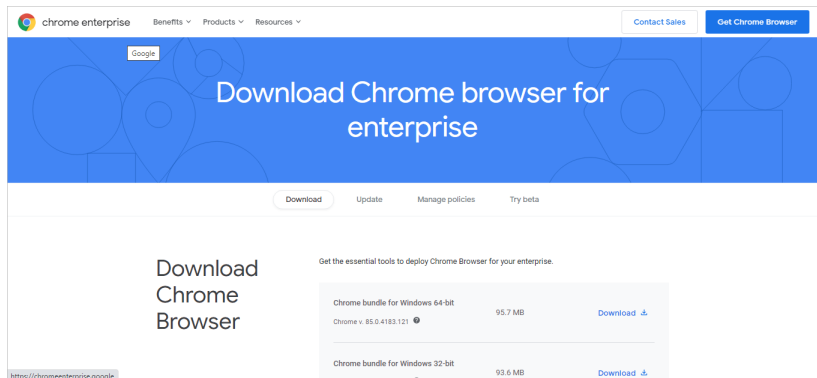 chrome enterprise Benefits Products Resources Contact Sales Get Chrome Browser
Google
Download Chrome browser for
enterprise
Download Update Manage policies Try beta
Download
Chrome
Browser
Get the essential tools to deploy Chrome Browser for your enterprise.
Chrome bundle for Windows 64-bit
Chrome v. 85.0.4183.121
95.7 MB
Download
Chrome bundle for Windows 32-bit
93.6 MB
Download
https://chromeenterprise.google